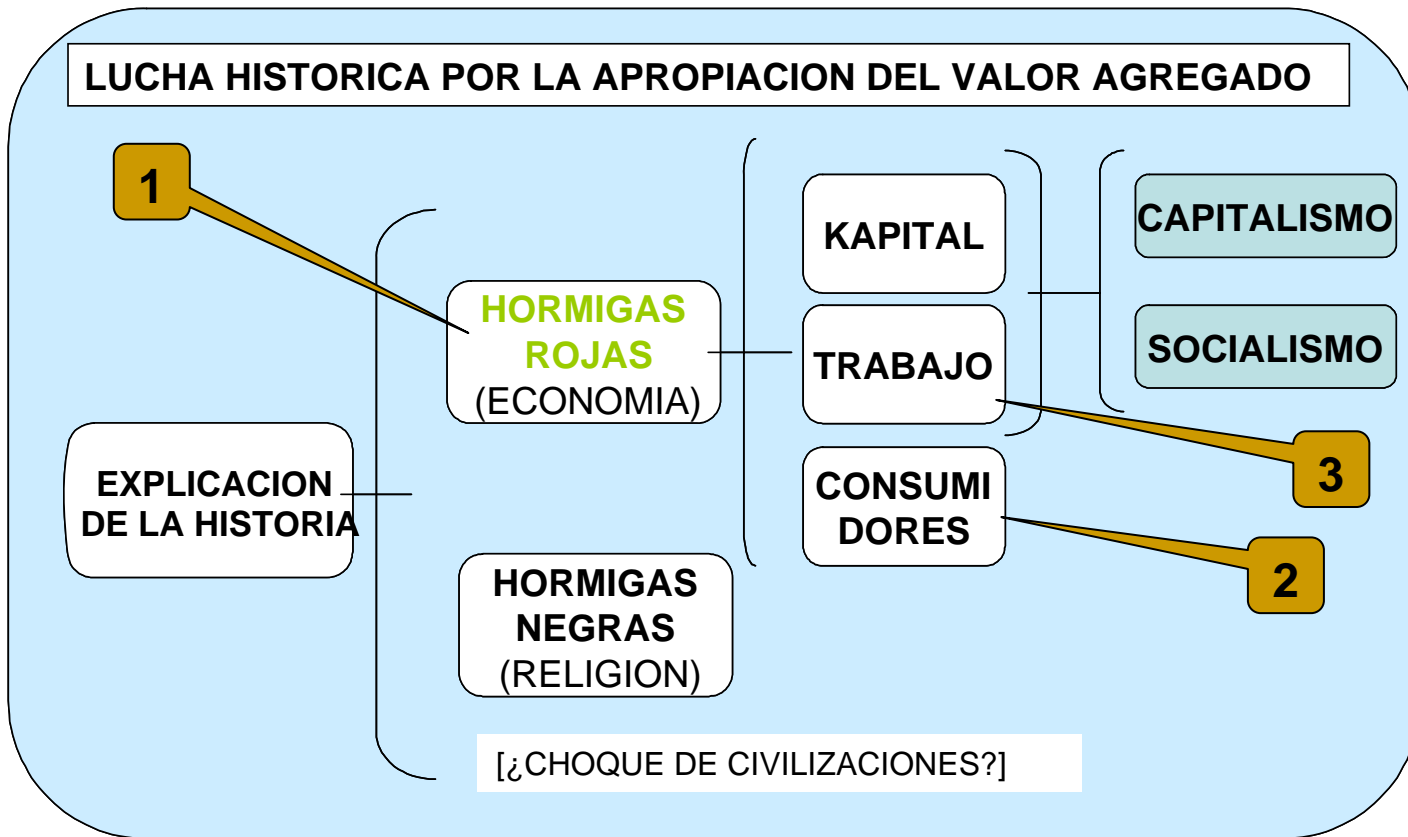 LUCHA HISTORICA POR LA APROPIACION DEL VALOR AGREGADO
1
EXPLICACION
DE LA HISTORIA
HORMIGAS
ROJAS
(ECONOMIA)
HORMIGAS
NEGRAS
(RELIGION)
[¿CHOQUE DE CIVILIZACIONES?]
KAPITAL
TRABAJO
CONSUMI
DORES
CAPITALISMO
SOCIALISMO
3
2